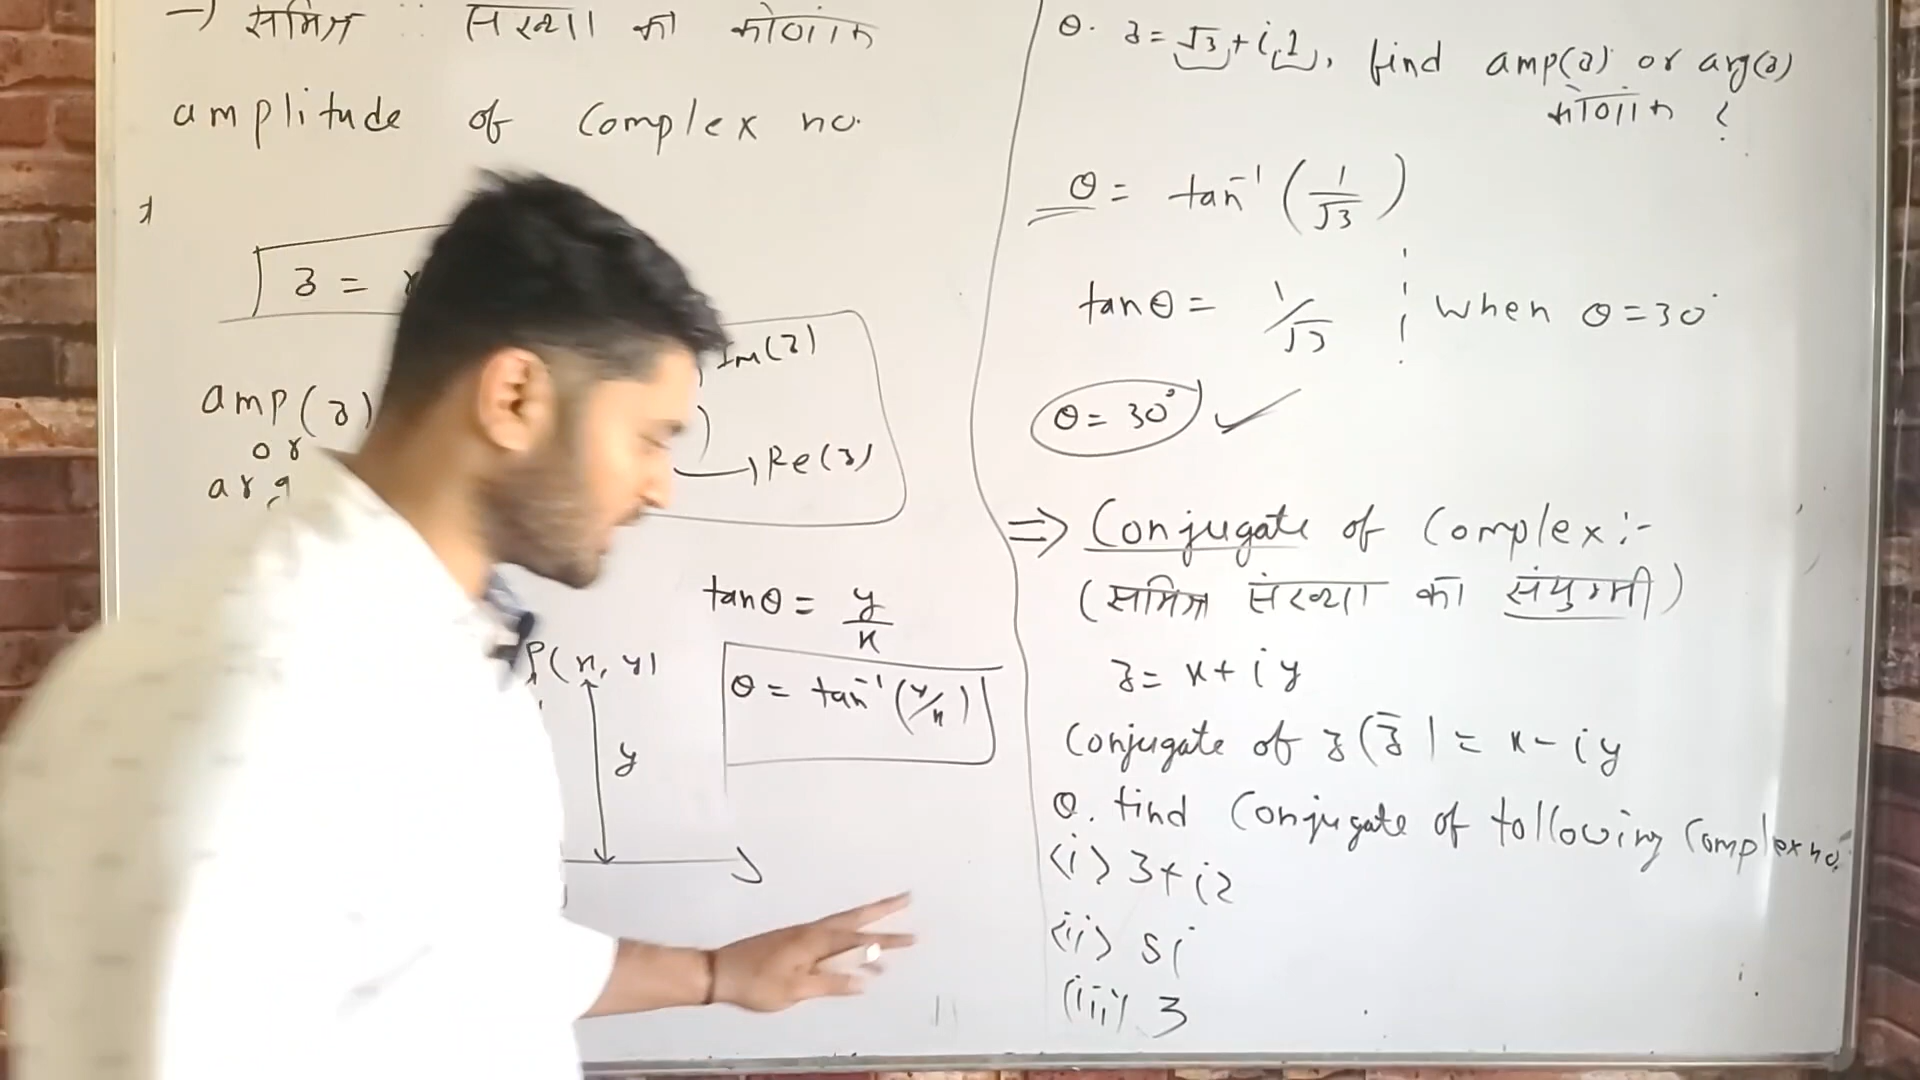 → समिश्र संख्या का कोणांक
amplitude of Complex no.
z =
amp(z)
or
arg
Im(z)
Re(z)
tanθ = y/x
P(x, y)
θ = tan⁻¹(y/x)
y
Q. z = √3 + i1, find amp(z) or arg(z)
कोणांक ?
θ = tan⁻¹(1/√3)
tanθ = 1/√3 when θ = 30°
θ = 30°
⇒ Conjugate of Complex :-
(समिश्र संख्या का संयुग्मी)
z = x + iy
Conjugate of z (z̄) = x - iy
Q. find Conjugate of following Complex no.
(i) 3 + i2
(ii) 5i
(iii) 3